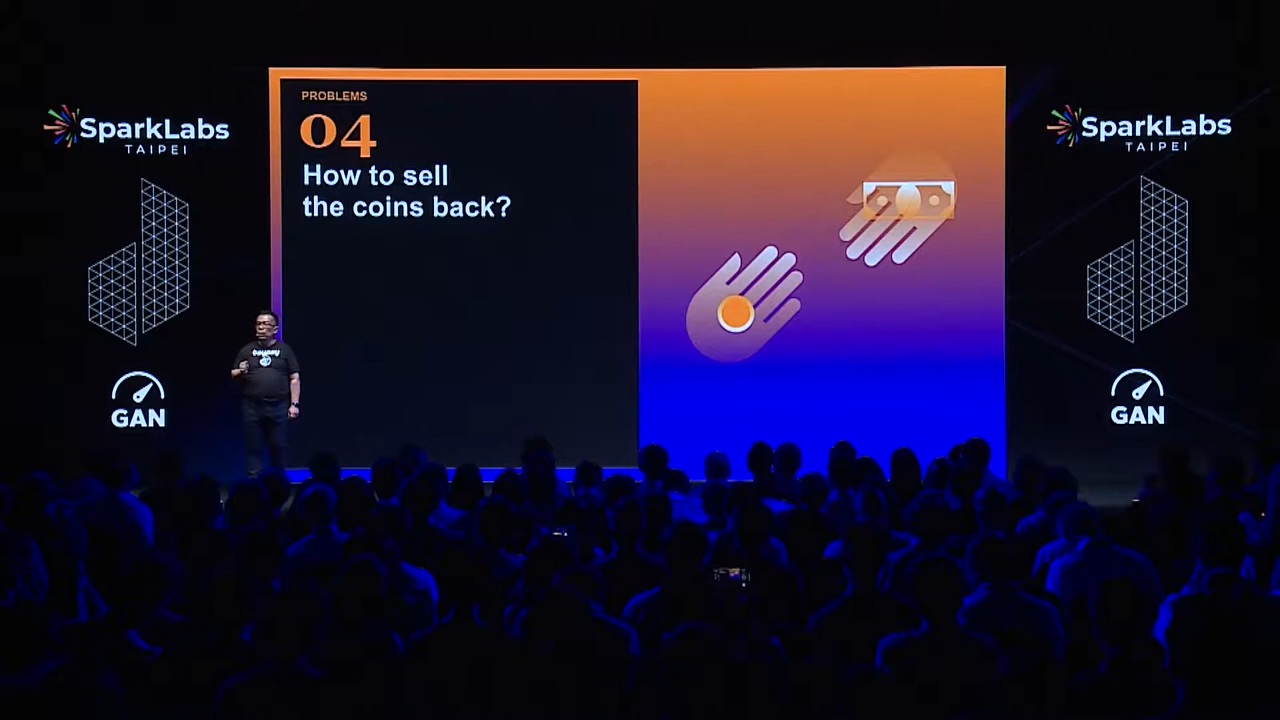 SparkLabs
TAIPEI
GAN
PROBLEMS
04
How to sell
the coins back?
SparkLabs
TAIPEI
GAN